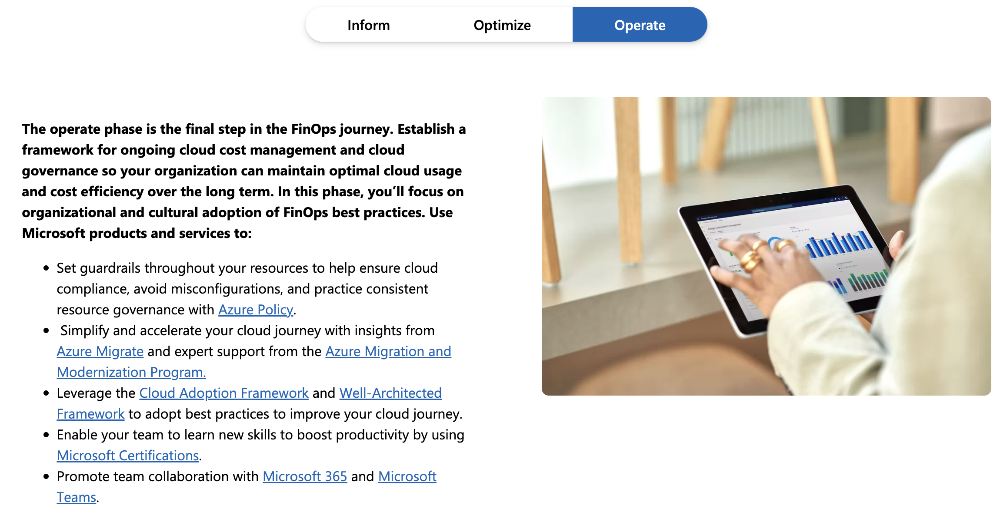 Inform
Optimize
Operate
The operate phase is the final step in the FinOps journey. Establish a
framework for ongoing cloud cost management and cloud
governance so your organization can maintain optimal cloud usage
and cost efficiency over the long term. In this phase, you’ll focus on
organizational and cultural adoption of FinOps best practices. Use
Microsoft products and services to:
Set guardrails throughout your resources to help ensure cloud
compliance, avoid misconfigurations, and practice consistent
resource governance with Azure Policy.
Simplify and accelerate your cloud journey with insights from
Azure Migrate and expert support from the Azure Migration and
Modernization Program.
Leverage the Cloud Adoption Framework and Well-Architected
Framework to adopt best practices to improve your cloud journey.
Enable your team to learn new skills to boost productivity by using
Microsoft Certifications.
Promote team collaboration with Microsoft 365 and Microsoft
Teams.
Category and product management